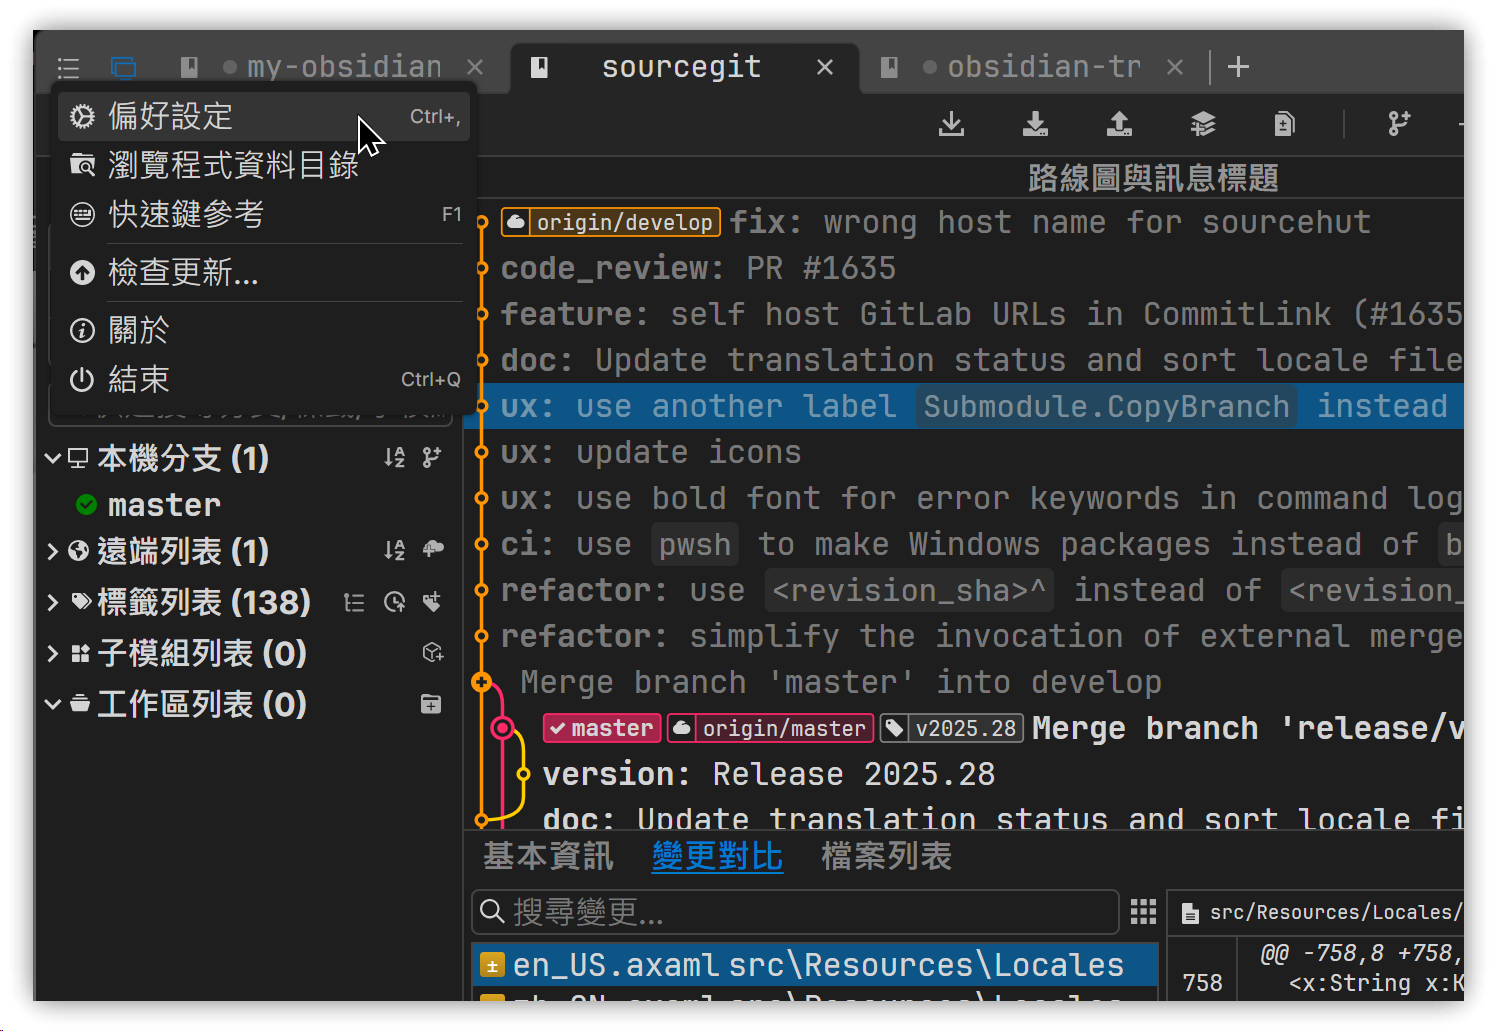 my-obsidian
sourcegit
obsidian-tr
偏好設定 Ctrl+,
瀏覽程式資料目錄
快速鍵參考 F1
檢查更新...
關於
結束 Ctrl+Q
本機分支 (1)
master
遠端列表 (1)
標籤列表 (138)
子模組列表 (0)
工作區列表 (0)
路線圖與訊息標題
origin/develop fix: wrong host name for sourcehut
code_review: PR #1635
feature: self host GitLab URLs in CommitLink (#1635
doc: Update translation status and sort locale file
ux: use another label Submodule.CopyBranch instead
ux: update icons
ux: use bold font for error keywords in command log
ci: use pwsh to make Windows packages instead of b
refactor: use <revision_sha>^ instead of <revision_
refactor: simplify the invocation of external merge
Merge branch 'master' into develop
master origin/master v2025.28 Merge branch 'release/v
version: Release 2025.28
doc: Update translation status and sort locale fi
基本資訊 變更對比 檔案列表
搜尋變更...
en_US.axaml src\Resources\Locales
zh_CN.axaml src\Resources\Locales
src/Resources/Locales/
@@ -758,8 +758,
758 <x:String x:K